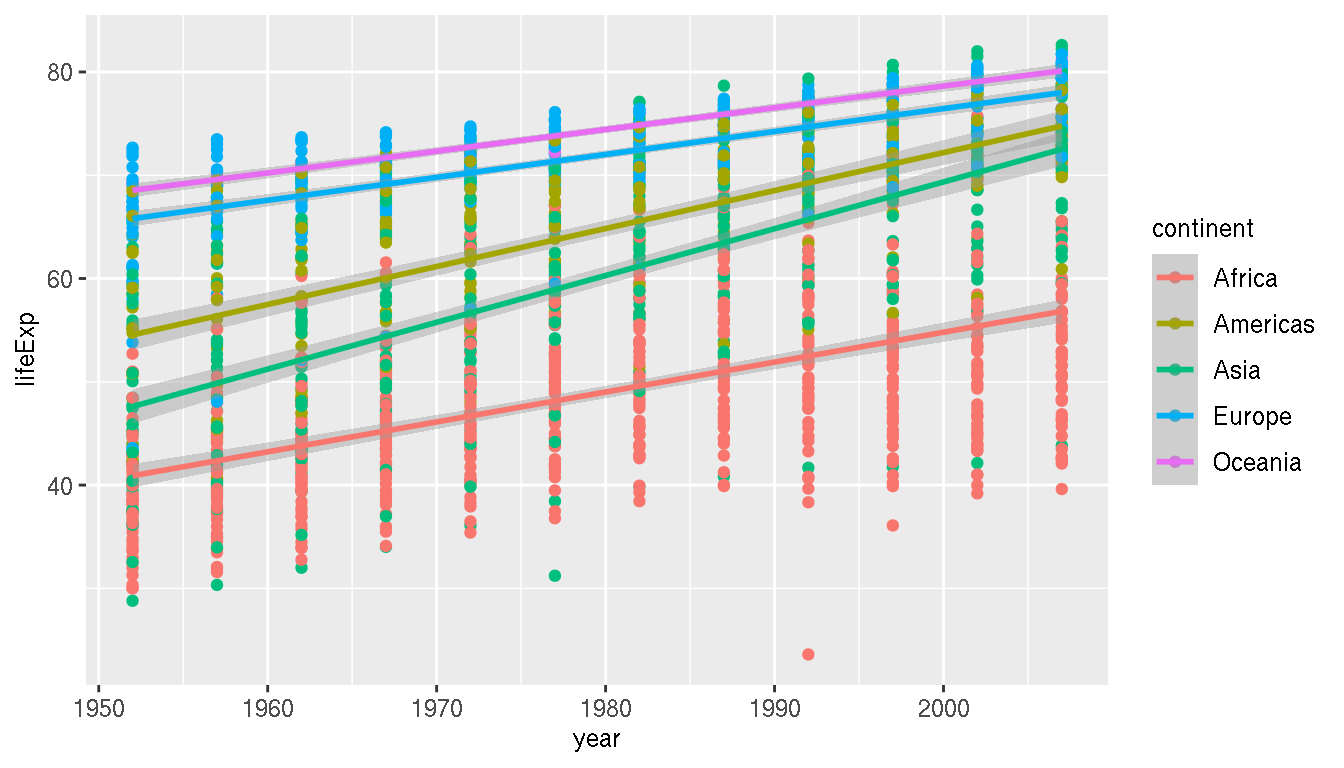 80
60
40
lifeExp
1950 1960 1970 1980 1990 2000
year
continent
Africa
Americas
Asia
Europe
Oceania